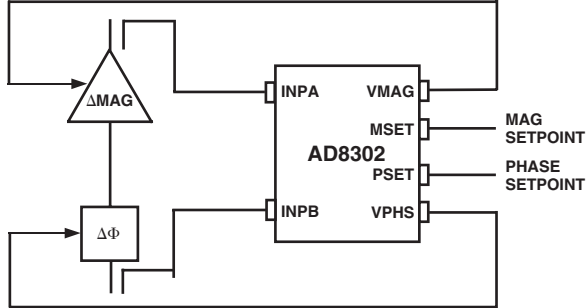 ΔMAG
INPA
VMAG
MSET
MAG
SETPOINT
AD8302
PSET
PHASE
SETPOINT
INPB
VPHS
ΔΦ